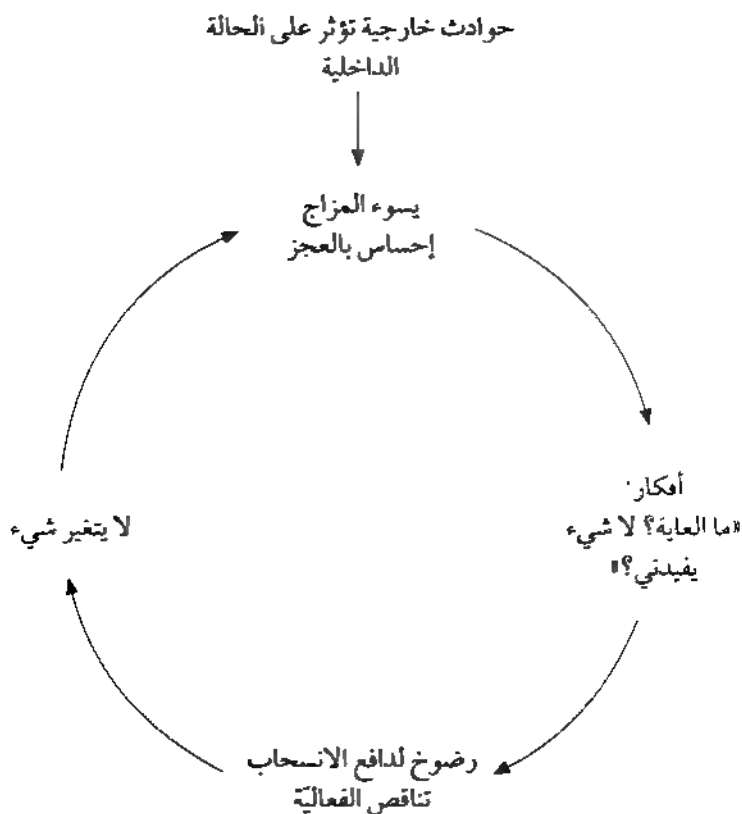 حوادث خارجية تؤثر على الحالة
الداخلية
يسوء المزاج
إحساس بالعجز
أفكار:
«ما الغاية؟ لا شيء
يفيدني؟»
لا يتغير شيء
رضوخ لدافع الانسحاب
تناقص الفعاليّة